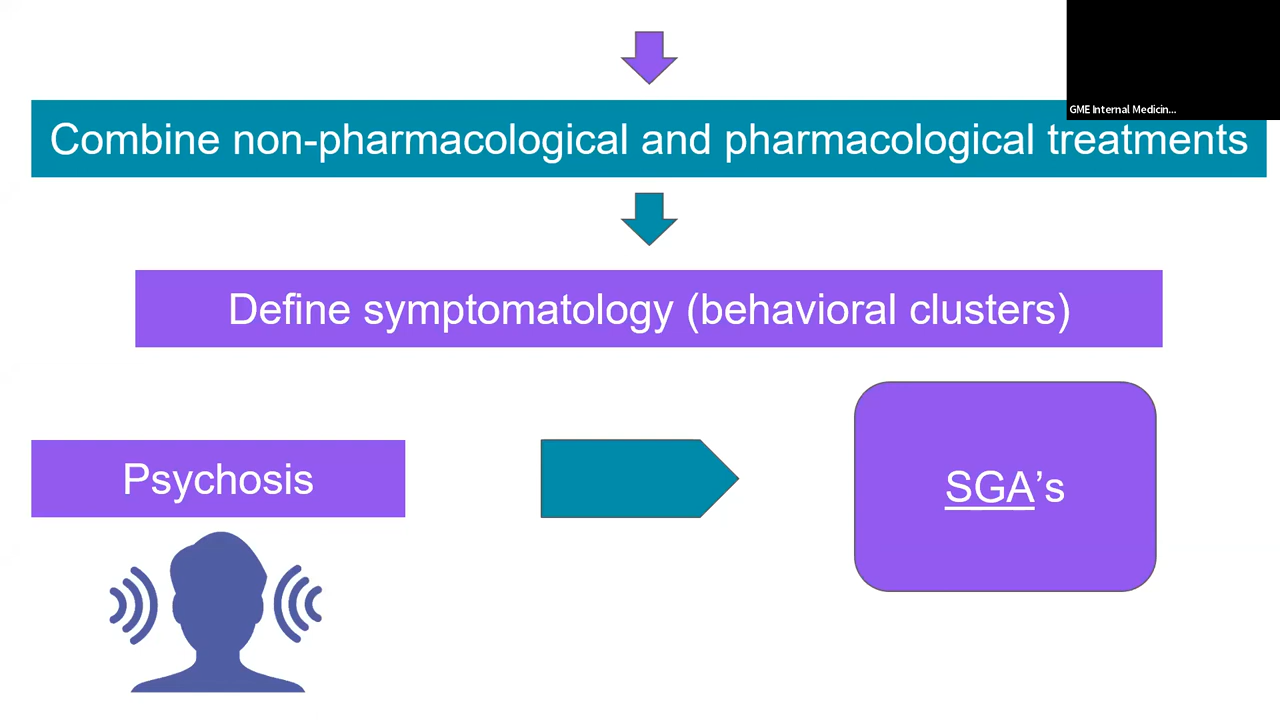 GME Internal Medicin...
Combine non-pharmacological and pharmacological treatments
Define symptomatology (behavioral clusters)
Psychosis
SGA’s